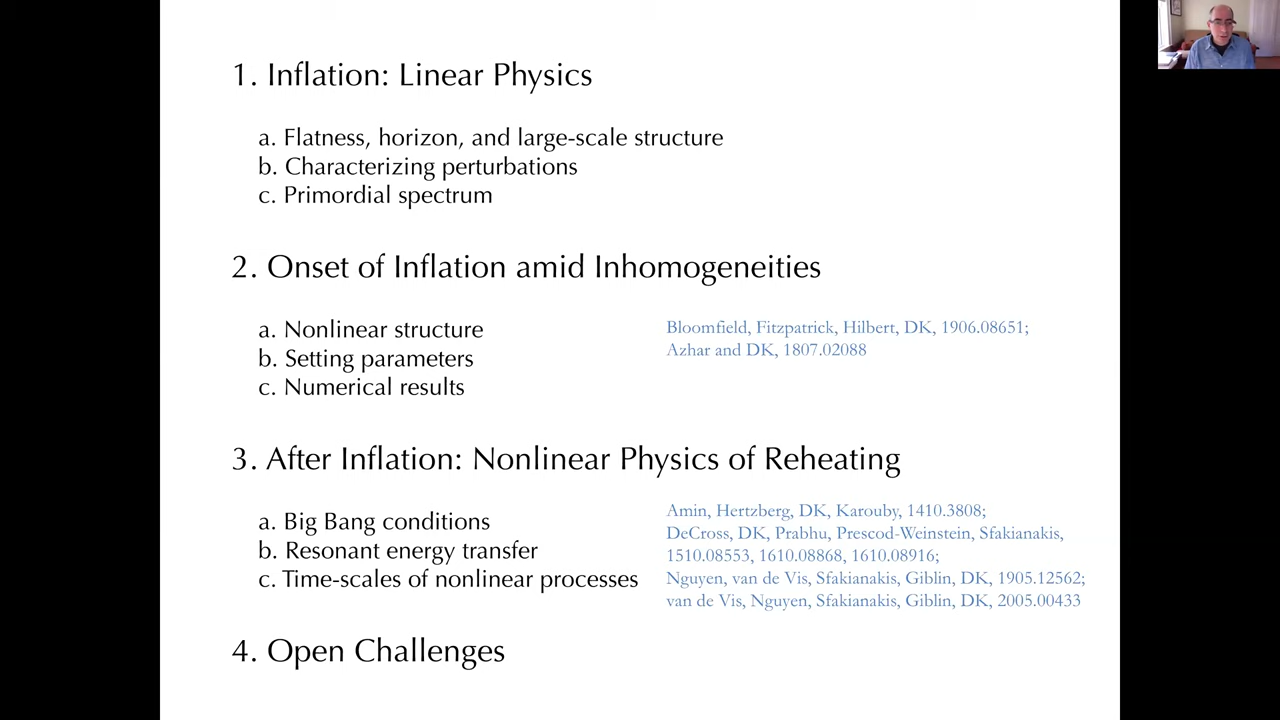 1. Inflation: Linear Physics
a. Flatness, horizon, and large-scale structure
b. Characterizing perturbations
c. Primordial spectrum
2. Onset of Inflation amid Inhomogeneities
a. Nonlinear structure
b. Setting parameters
c. Numerical results
Bloomfield, Fitzpatrick, Hilbert, DK, 1906.08651;
Azhar and DK, 1807.02088
3. After Inflation: Nonlinear Physics of Reheating
a. Big Bang conditions
b. Resonant energy transfer
c. Time-scales of nonlinear processes
Amin, Hertzberg, DK, Karouby, 1410.3808;
DeCross, DK, Prabhu, Prescod-Weinstein, Sfakianakis,
1510.08553, 1610.08868, 1610.08916;
Nguyen, van de Vis, Sfakianakis, Giblin, DK, 1905.12562;
van de Vis, Nguyen, Sfakianakis, Giblin, DK, 2005.00433
4. Open Challenges